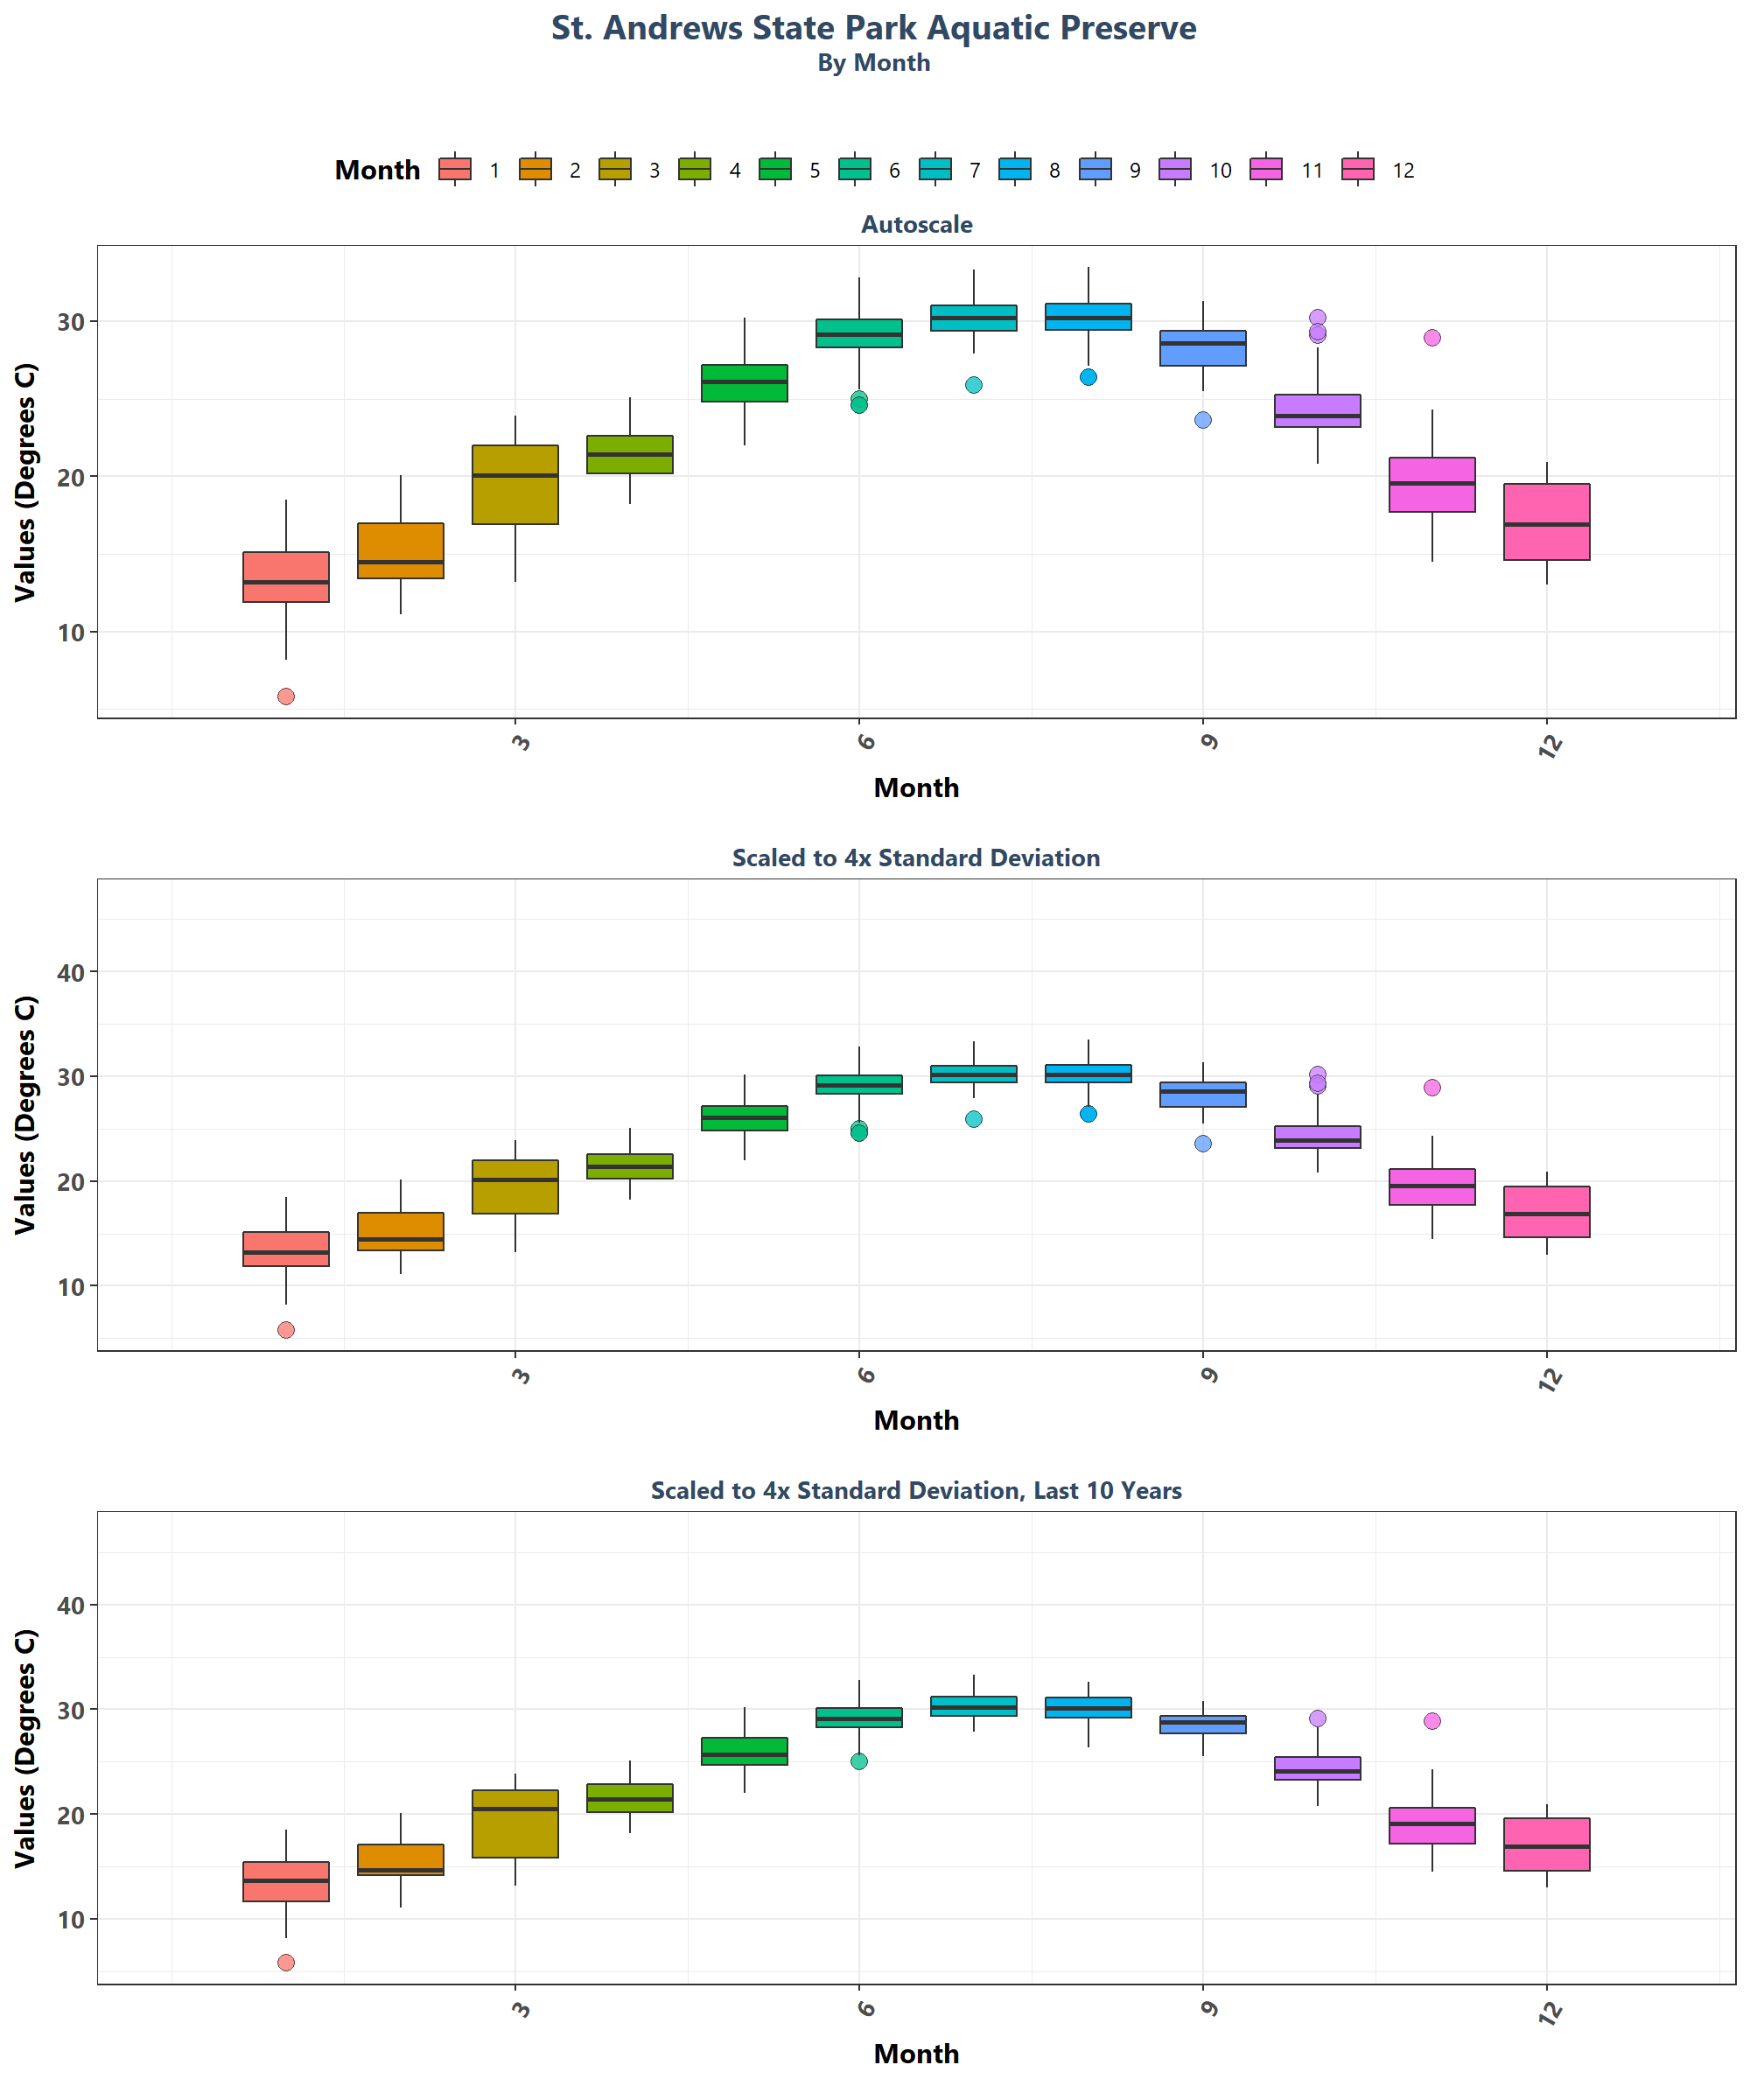 St. Andrews State Park Aquatic Preserve
By Month
Month 1 2 3 4 5 6 7 8 9 10 11 12
Autoscale
Values (Degrees C)
30
20
10
3 6 9 12
Month
Scaled to 4x Standard Deviation
Values (Degrees C)
40
30
20
10
3 6 9 12
Month
Scaled to 4x Standard Deviation, Last 10 Years
Values (Degrees C)
40
30
20
10
3 6 9 12
Month